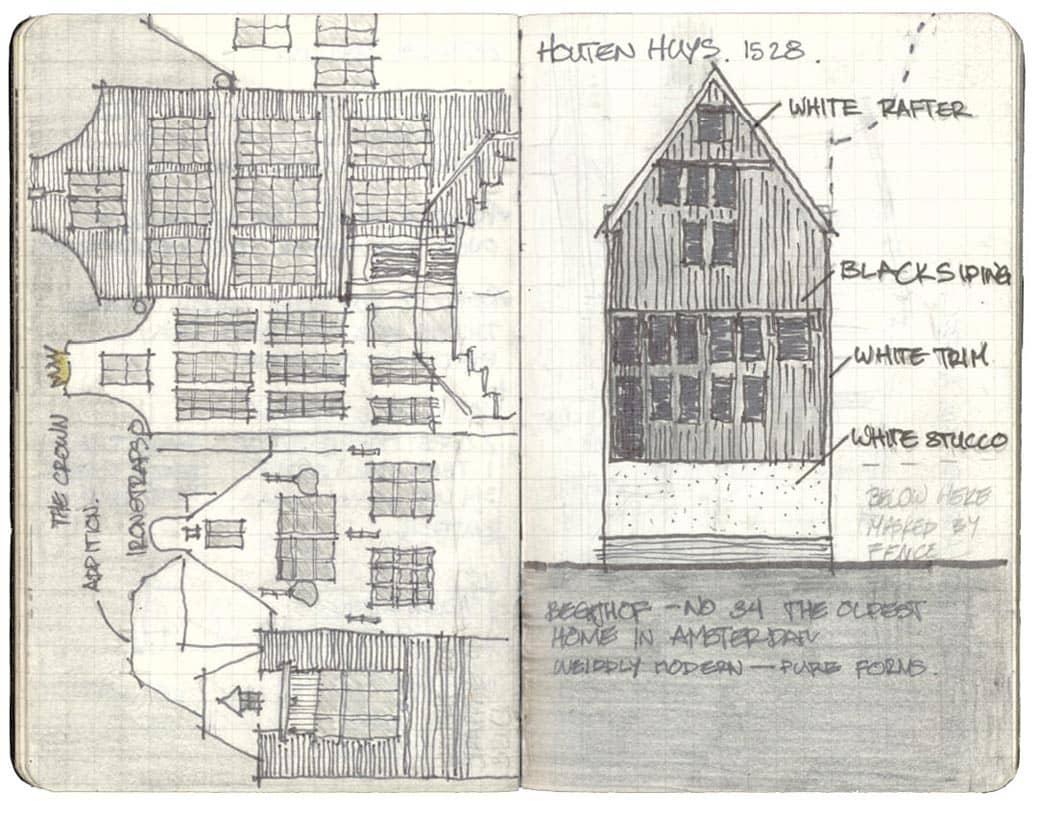 THE CROWN
ADDITION.
IRONSTRAPS
HOUTEN HUYS. 1528.
WHITE RAFTER
BLACK SIDING
WHITE TRIM
WHITE STUCCO
BELOW HERE
MASKED BY
FENCE
BEGIJHOF - NO 34 THE OLDEST
HOME IN AMSTERDAM
WEIRDLY MODERN — PURE FORMS.